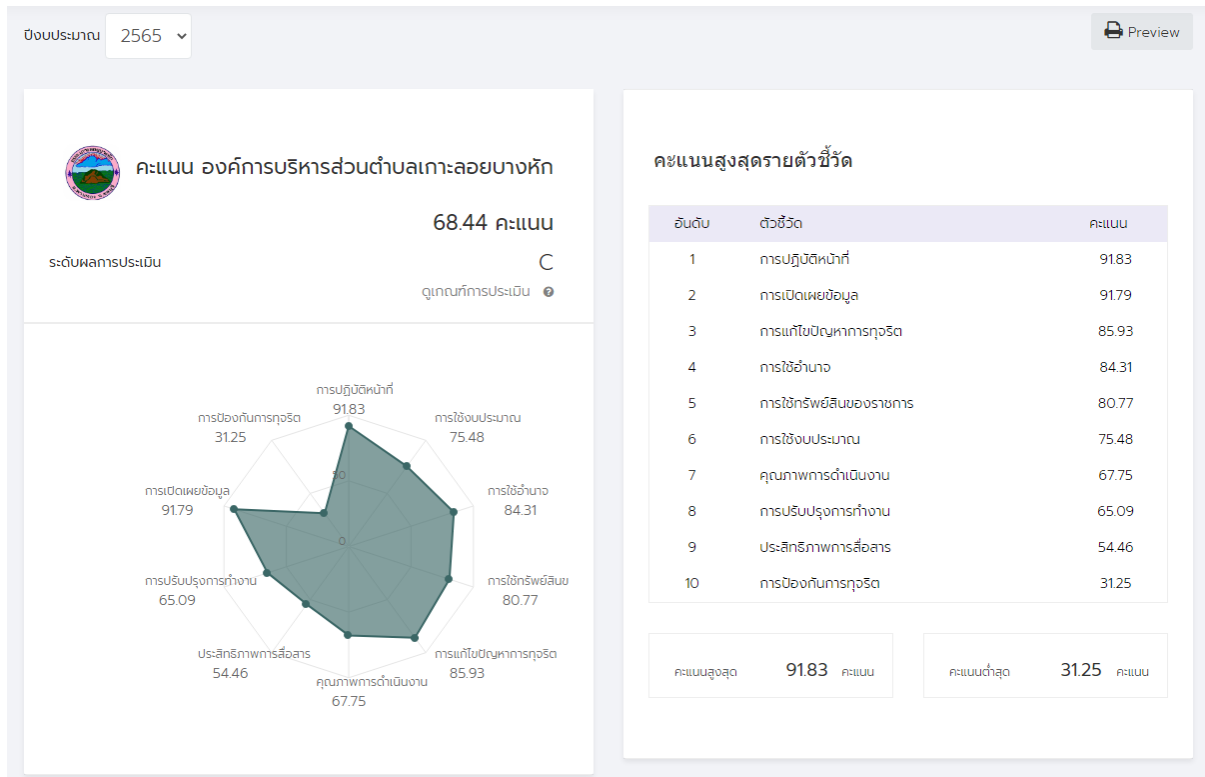 ปีงบประมาณ 2565
Preview
คะแนน องค์การบริหารส่วนตำบลเกาะลอยบางหัก
68.44 คะแนน
ระดับผลการประเมิน C
ดูเกณฑ์การประเมิน
การปฏิบัติหน้าที่
91.83
การใช้งบประมาณ
75.48
การใช้อำนาจ
84.31
การใช้ทรัพย์สินข
80.77
การแก้ไขปัญหาการทุจริต
85.93
คุณภาพการดำเนินงาน
67.75
ประสิทธิภาพการสื่อสาร
54.46
การปรับปรุงการทำงาน
65.09
การเปิดเผยข้อมูล
91.79
การป้องกันการทุจริต
31.25
50
0
คะแนนสูงสุดรายตัวชี้วัด
อันดับ ตัวชี้วัด คะแนน
1 การปฏิบัติหน้าที่ 91.83
2 การเปิดเผยข้อมูล 91.79
3 การแก้ไขปัญหาการทุจริต 85.93
4 การใช้อำนาจ 84.31
5 การใช้ทรัพย์สินของราชการ 80.77
6 การใช้งบประมาณ 75.48
7 คุณภาพการดำเนินงาน 67.75
8 การปรับปรุงการทำงาน 65.09
9 ประสิทธิภาพการสื่อสาร 54.46
10 การป้องกันการทุจริต 31.25
คะแนนสูงสุด 91.83 คะแนน
คะแนนต่ำสุด 31.25 คะแนน